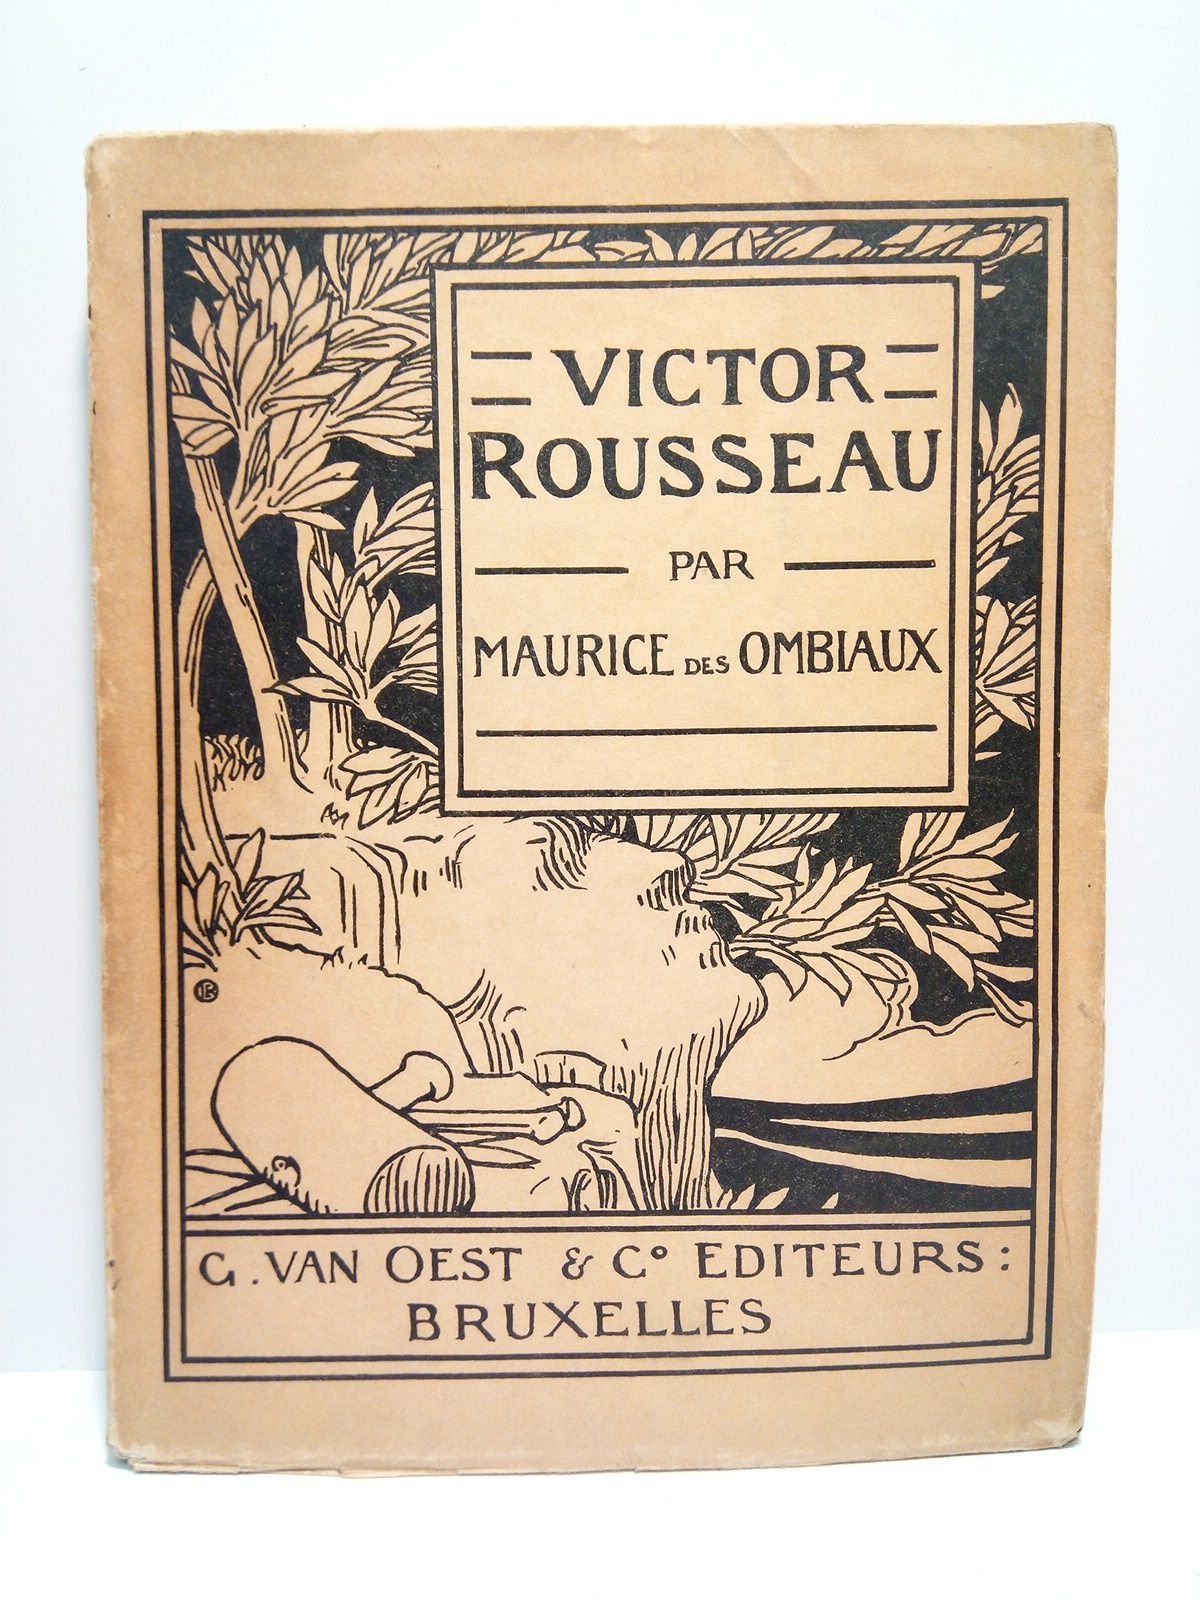 VICTOR
ROUSSEAU
PAR
MAURICE DES OMBIAUX
G. VAN OEST & Cº EDITEURS:
BRUXELLES